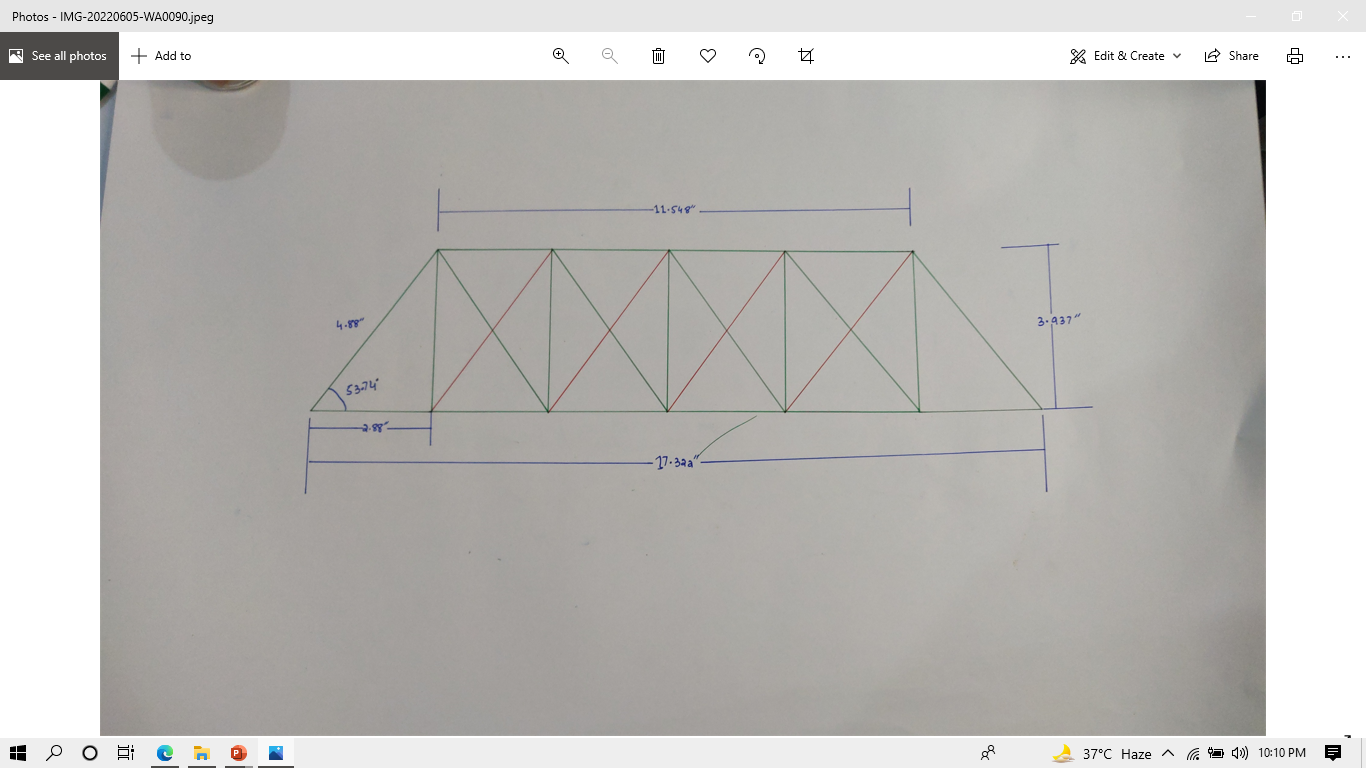 Photos - IMG-20220605-WA0090.jpeg
See all photos
Add to
Edit & Create
Share
11.548"
4.88"
3.937"
53.74°
2.88"
17.322"
37°C Haze
10:10 PM